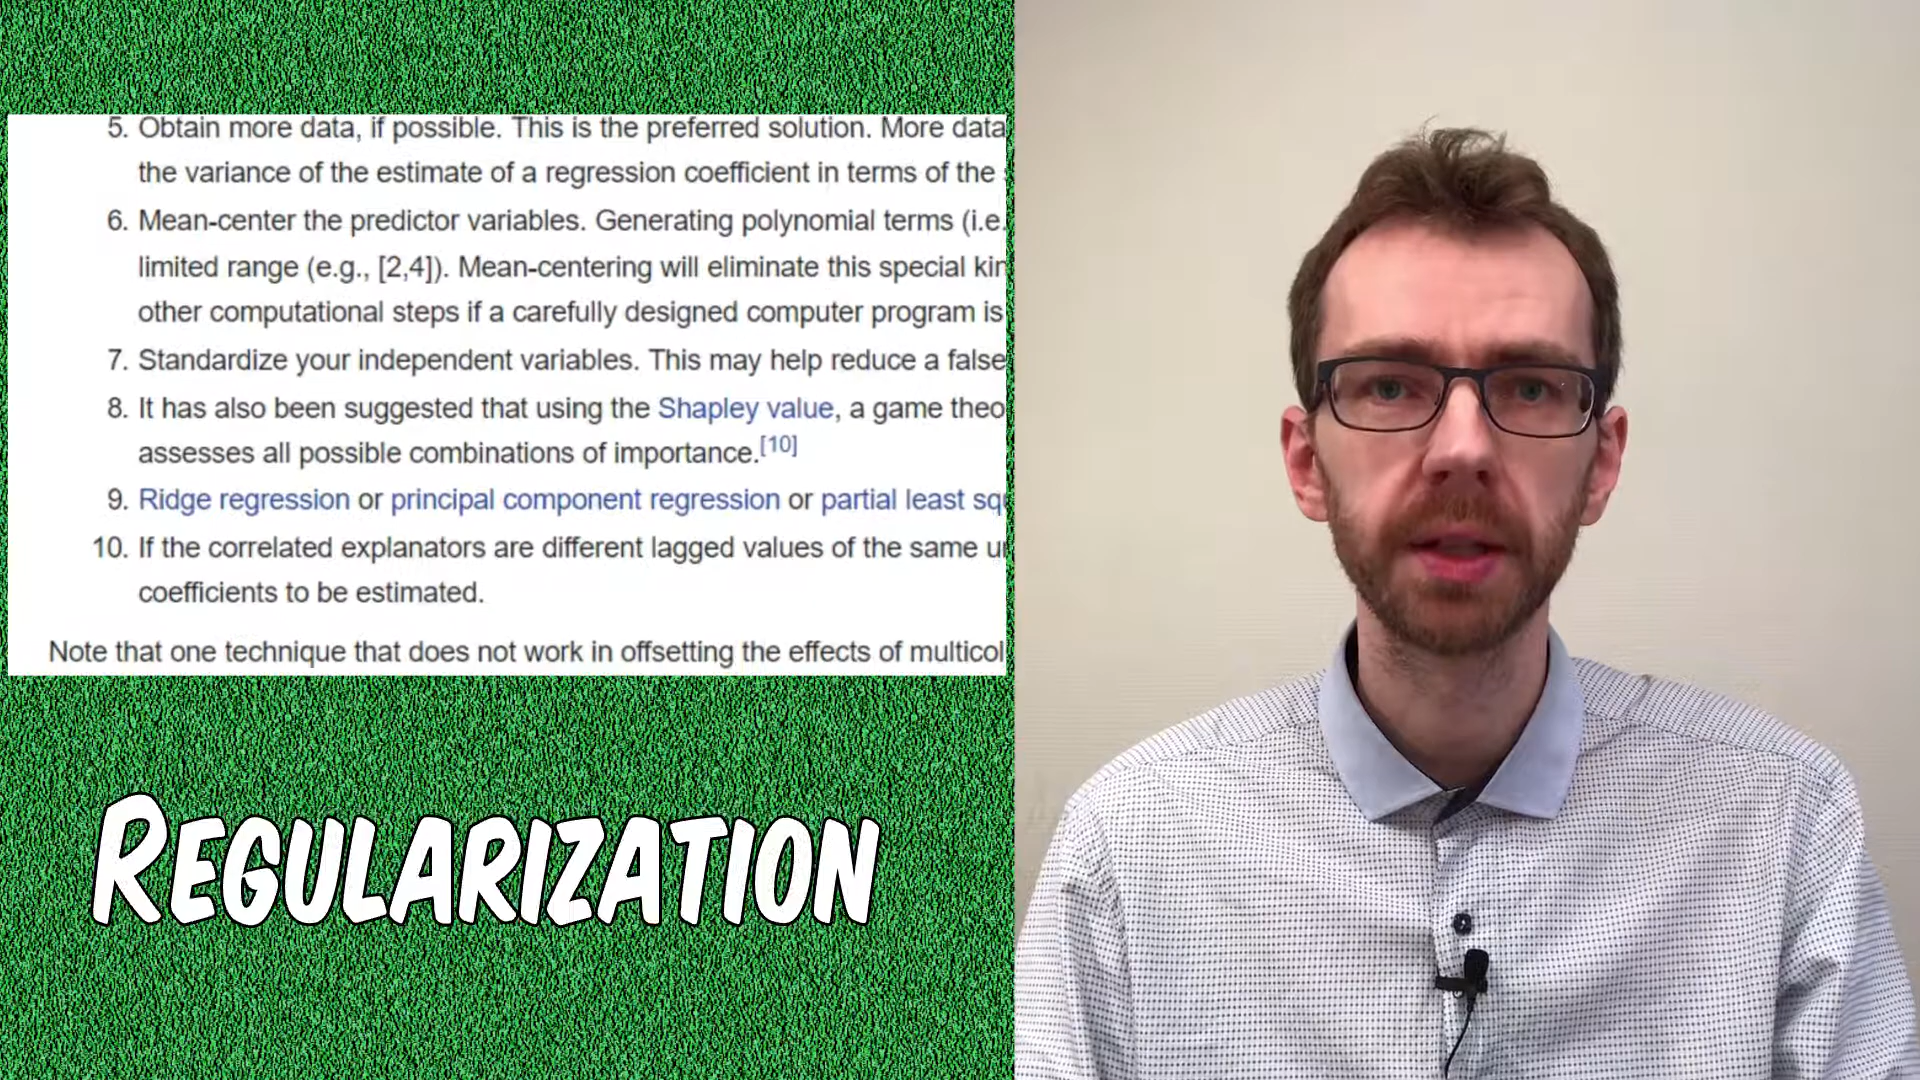 5. Obtain more data, if possible. This is the preferred solution. More data
the variance of the estimate of a regression coefficient in terms of the
6. Mean-center the predictor variables. Generating polynomial terms (i.e.
limited range (e.g., [2,4]). Mean-centering will eliminate this special
other computational steps if a carefully designed computer program is
7. Standardize your independent variables. This may help reduce a false
8. It has also been suggested that using the Shapley value, a game
assesses all possible combinations of importance.[10]
9. Ridge regression or principal component regression or partial least
10. If the correlated explanators are different lagged values of the same
coefficients to be estimated.
Note that one technique that does not work in offsetting the effects of
REGULARIZATION